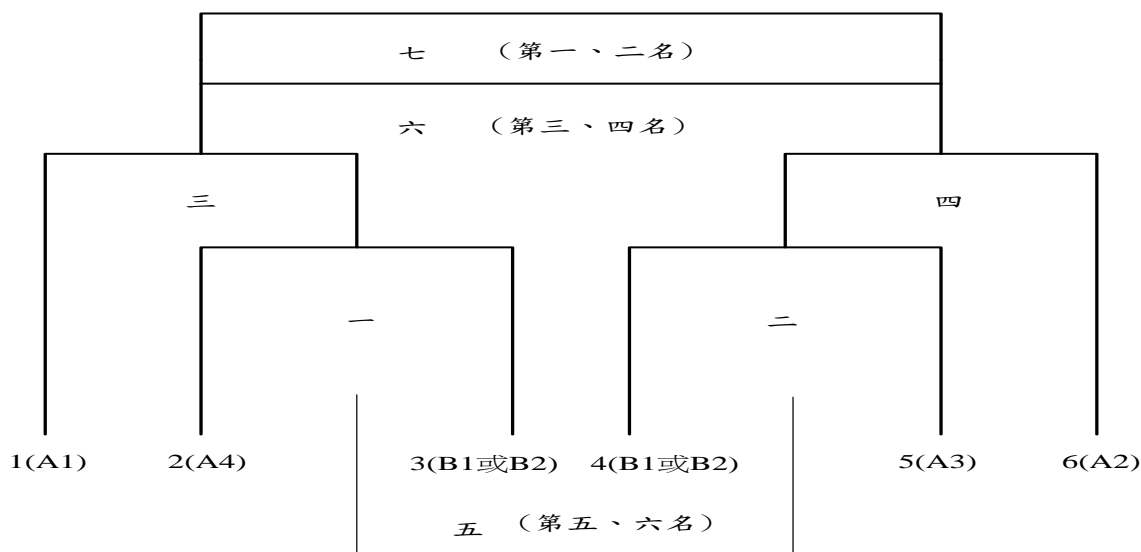 七 （第一、二名）
六 （第三、四名）
三 四
一 二
1(A1) 2(A4) 3(B1或B2) 4(B1或B2) 5(A3) 6(A2)
五 （第五、六名）